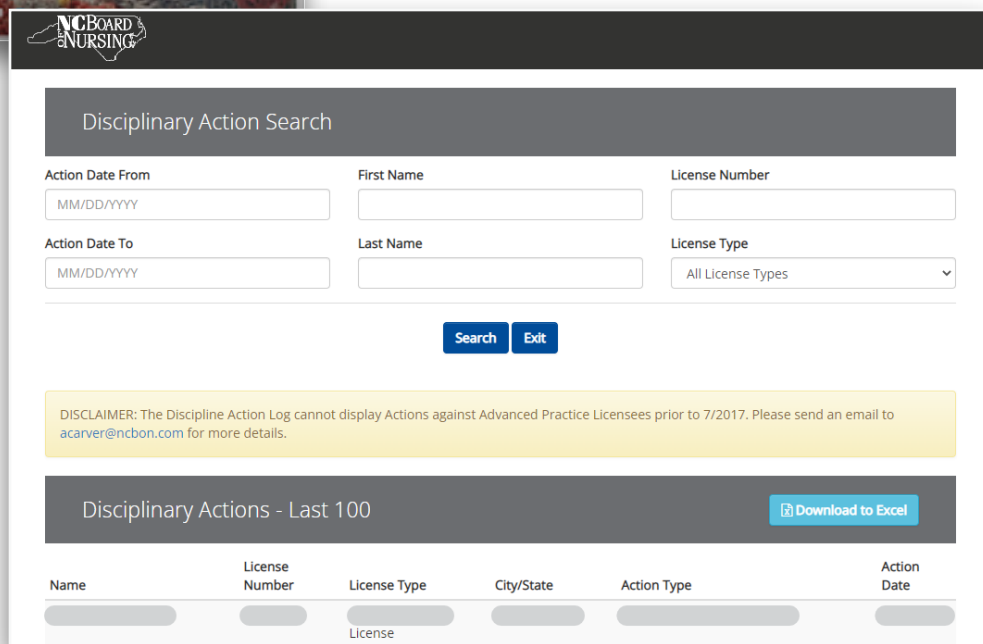 NCBOARD
OF NURSING
Disciplinary Action Search
Action Date From
First Name
License Number
MM/DD/YYYY
Action Date To
Last Name
License Type
MM/DD/YYYY
All License Types
Search
Exit
DISCLAIMER: The Discipline Action Log cannot display Actions against Advanced Practice Licensees prior to 7/2017. Please send an email to
acarver@ncbon.com for more details.
Disciplinary Actions - Last 100
Download to Excel
Name
License
Number
License Type
City/State
Action Type
Action
Date
License